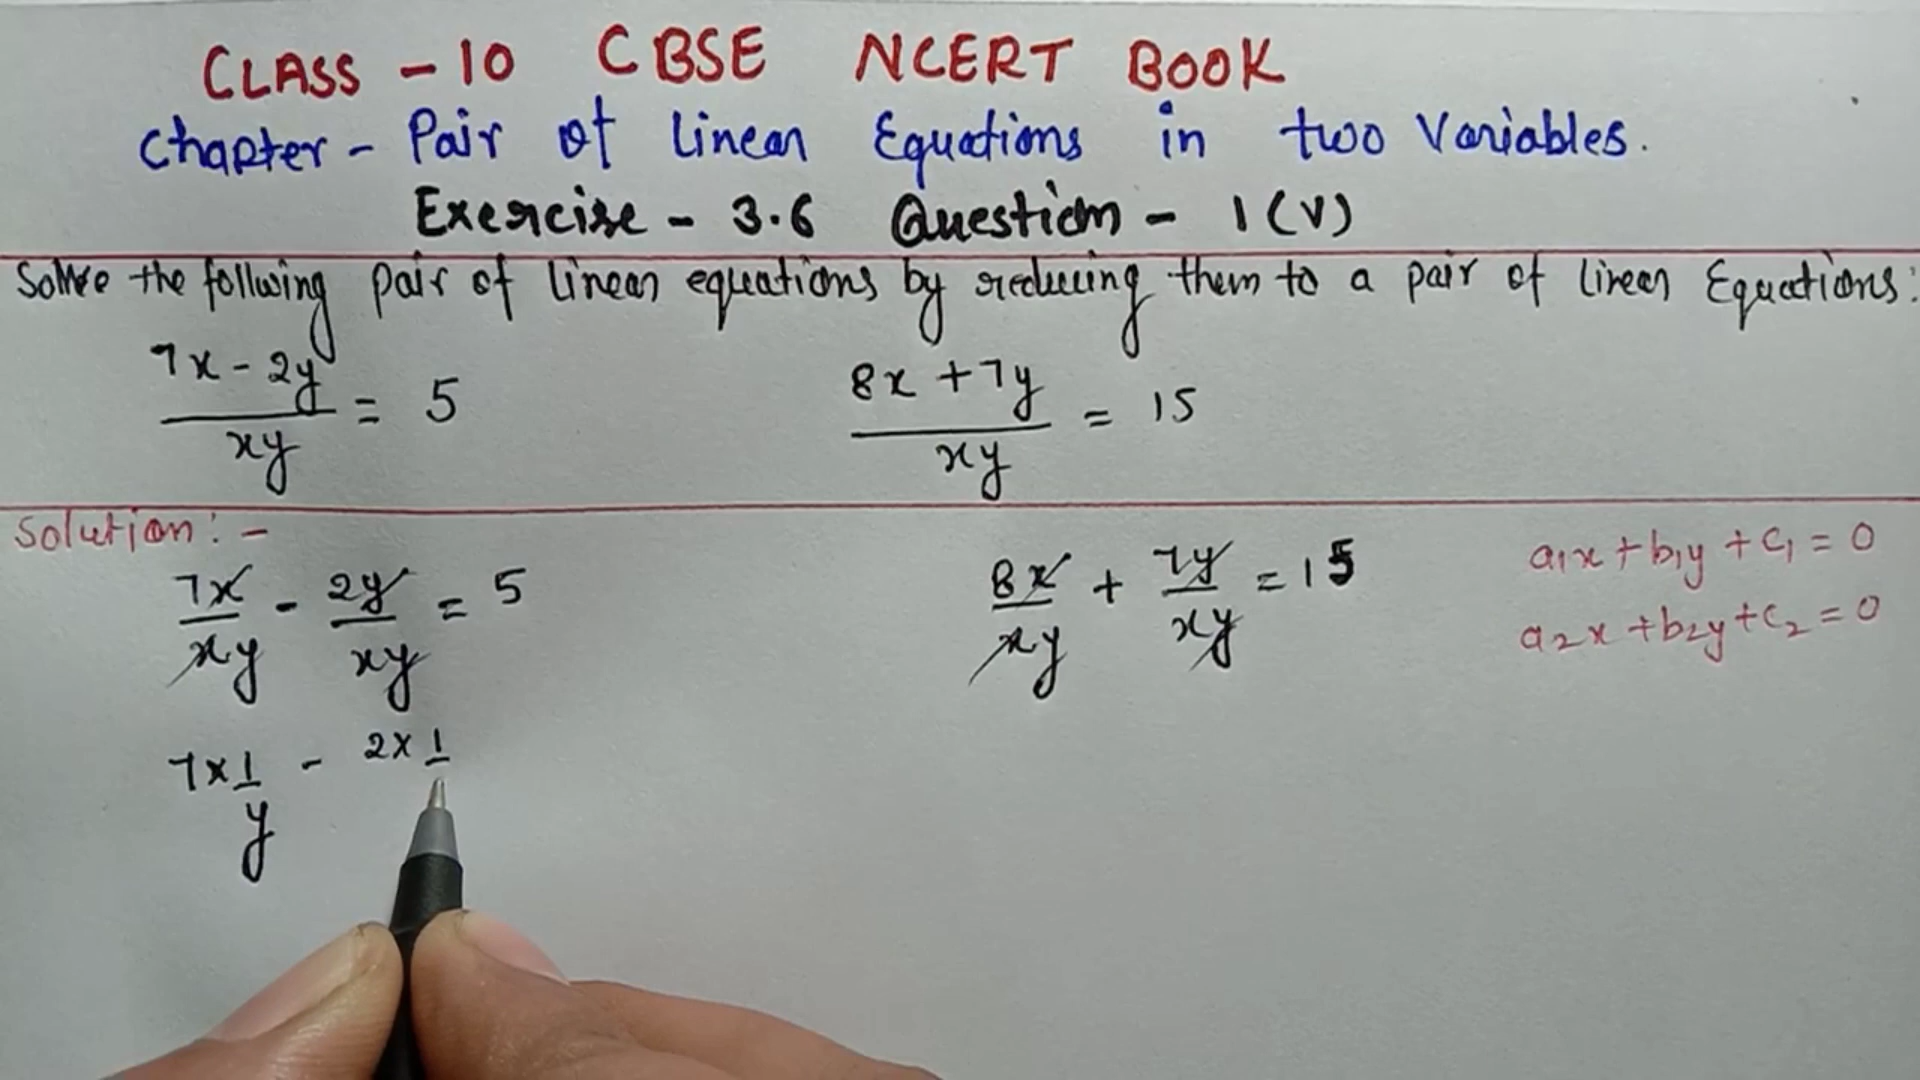 CLASS - 10 CBSE NCERT BOOK
Chapter - Pair of linear Equations in two Variables.
Exercise - 3.6 Question - 1(V)
Solve the following pair of linear equations by reducing them to a pair of linear Equations:
7x - 2y / xy = 5    8x + 7y / xy = 15
Solution: -
7x/xy - 2y/xy = 5    8x/xy + 7y/xy = 15    a₁x + b₁y + c₁ = 0
a₂x + b₂y + c₂ = 0
7 × 1/y - 2 × 1